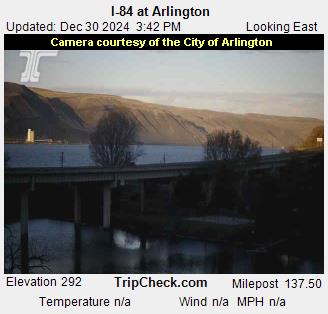 I-84 at Arlington
Updated: Dec 30 2024 3:42 PM Looking East
Camera courtesy of the City of Arlington
Elevation 292 TripCheck.com Milepost 137.50
Temperature n/a Wind n/a MPH n/a